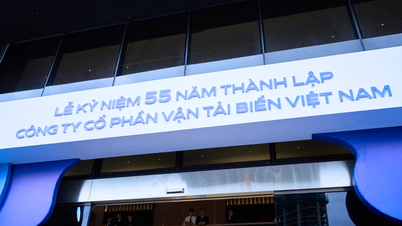 LỄ KỶ NIỆM 55 NĂM THÀNH LẬP
CÔNG TY CỔ PHẦN VẬN TẢI BIỂN VIỆT NAM